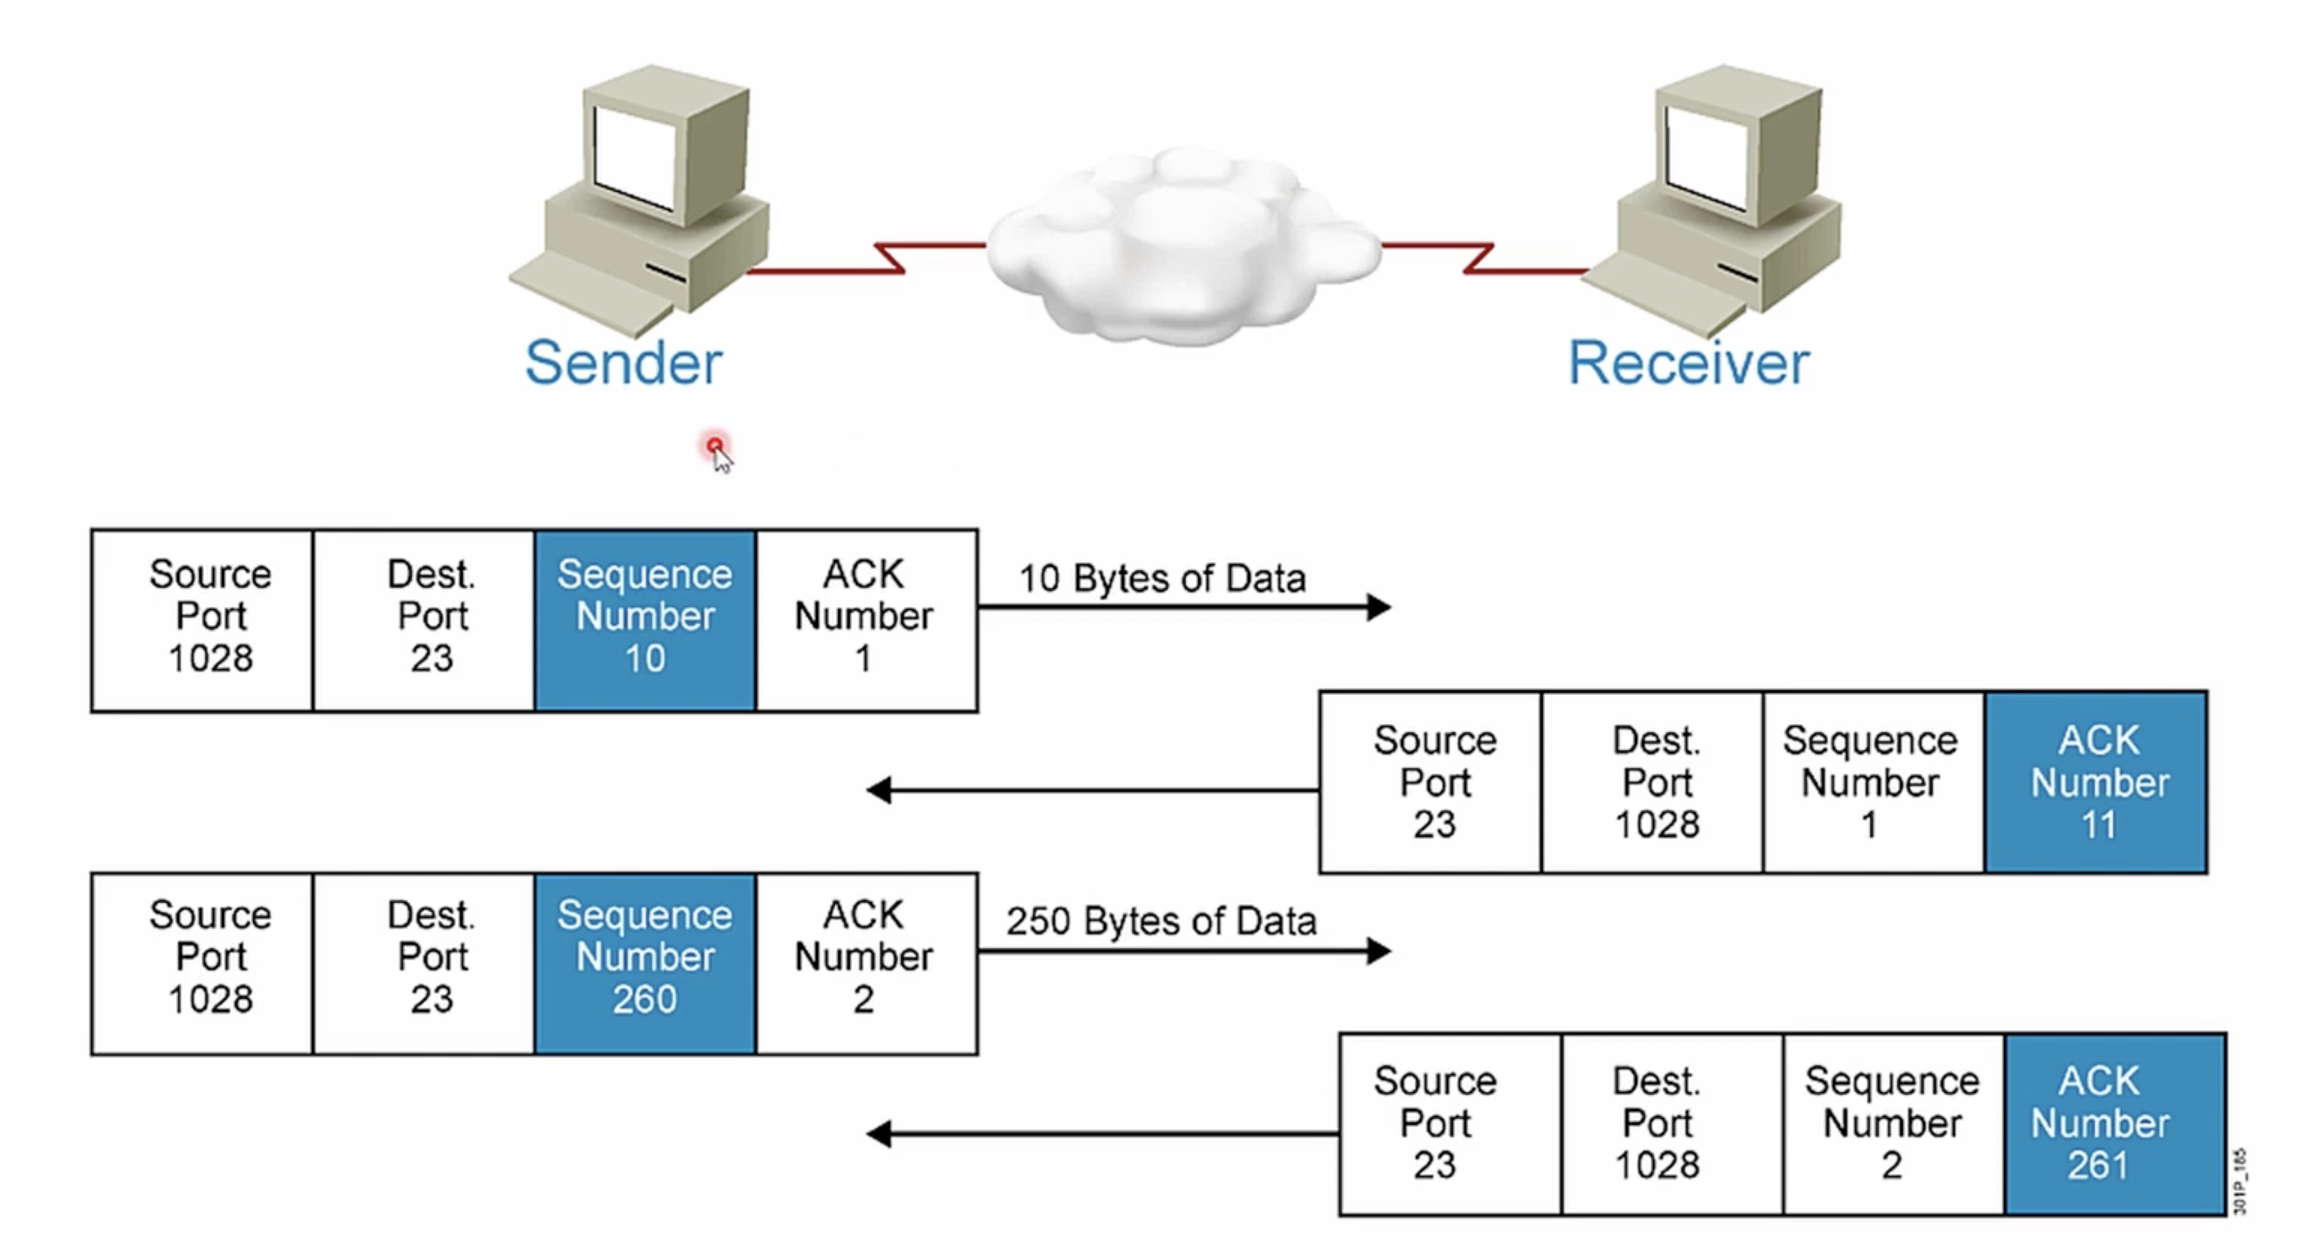 Sender
Receiver
Source
Port
1028
Dest.
Port
23
Sequence
Number
10
ACK
Number
1
10 Bytes of Data
Source
Port
23
Dest.
Port
1028
Sequence
Number
1
ACK
Number
11
Source
Port
1028
Dest.
Port
23
Sequence
Number
260
ACK
Number
2
250 Bytes of Data
Source
Port
23
Dest.
Port
1028
Sequence
Number
2
ACK
Number
261
301P_185